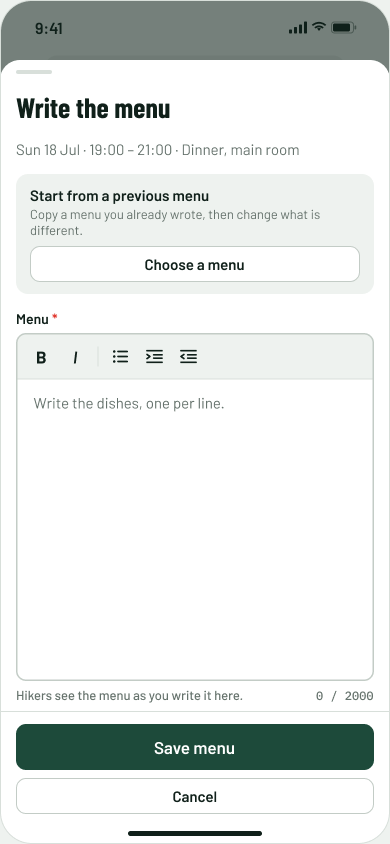 9:41
Write the menu
Sun 18 Jul · 19:00 – 21:00 · Dinner, main room
Start from a previous menu
Copy a menu you already wrote, then change what is
different.
Choose a menu
Menu *
B I
Write the dishes, one per line.
Hikers see the menu as you write it here.
0 / 2000
Save menu
Cancel